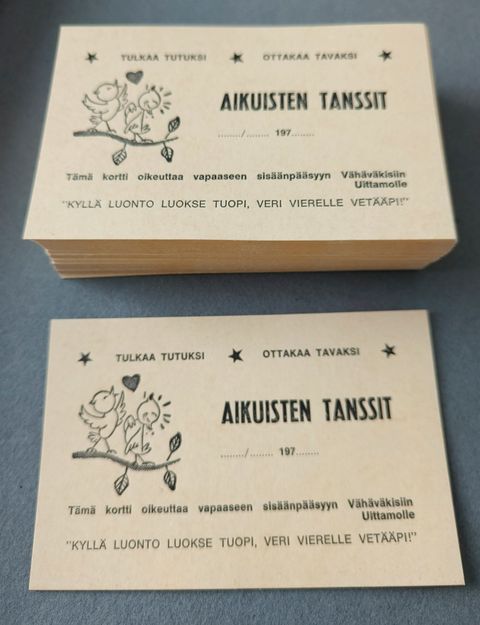 ★ TULKAA TUTUKSI ★ OTTAKAA TAVAKSI ★
AIKUISTEN TANSSIT
......../........ 197........
Tämä kortti oikeuttaa vapaaseen sisäänpääsyyn Vähäväkisiin
Uittamolle
"KYLLÄ LUONTO LUOKSE TUOPI, VERI VIERELLE VETÄÄPI!"
★ TULKAA TUTUKSI ★ OTTAKAA TAVAKSI ★
AIKUISTEN TANSSIT
......../........ 197........
Tämä kortti oikeuttaa vapaaseen sisäänpääsyyn Vähäväkisiin
Uittamolle
"KYLLÄ LUONTO LUOKSE TUOPI, VERI VIERELLE VETÄÄPI!"